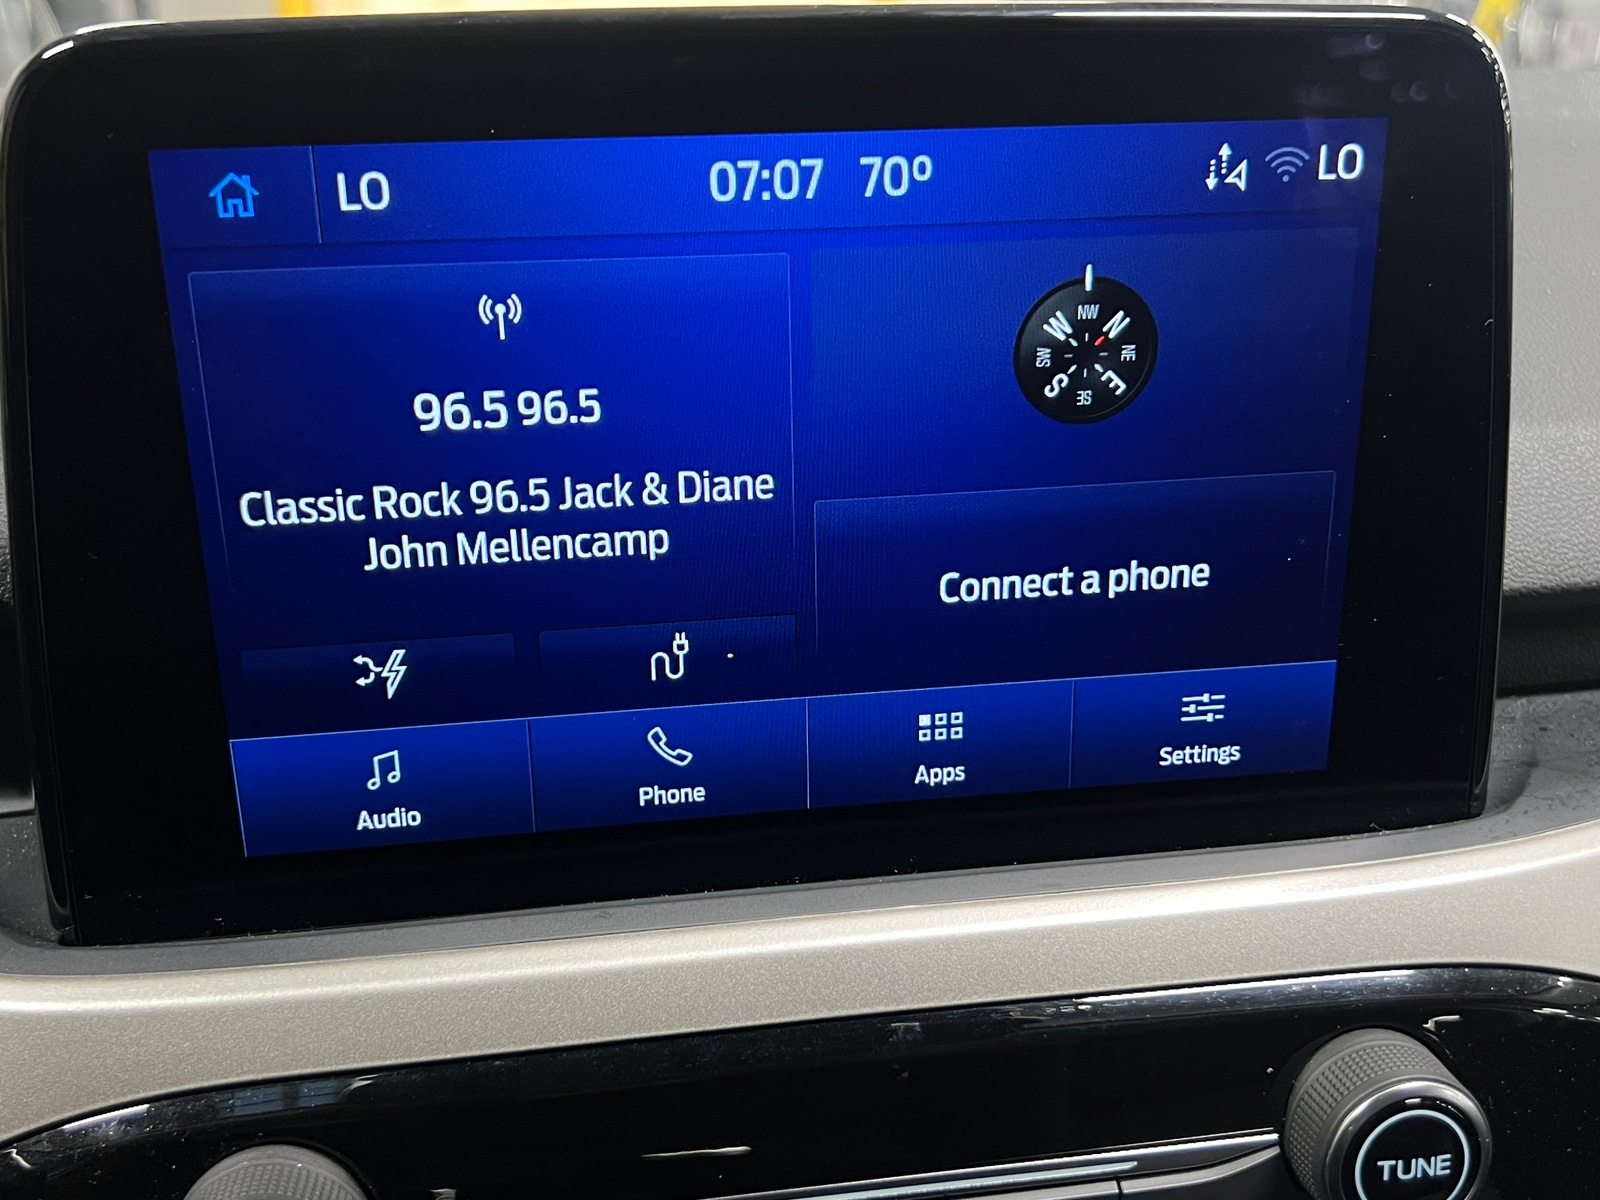 LO 07:07 70° LO
96.5 96.5
Classic Rock 96.5 Jack & Diane
John Mellencamp
NW
W N
SW NE
S E
SE
Connect a phone
Audio Phone Apps Settings
TUNE